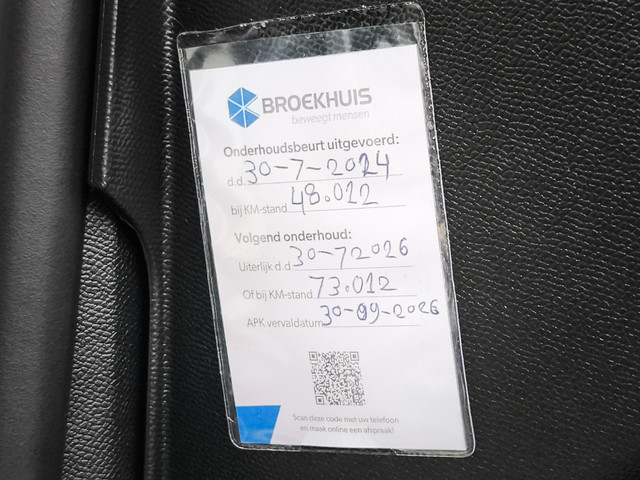 BROEKHUIS
beweegt mensen
Onderhoudsbeurt uitgevoerd:
d.d. 30-7-2024
bij KM-stand 48.012
Volgend onderhoud:
Uiterlijk d.d 30-72026
Of bij KM-stand 73.012
APK vervaldatum 30-09-2026
Scan deze code met uw telefoon
en maak online een afspraak!